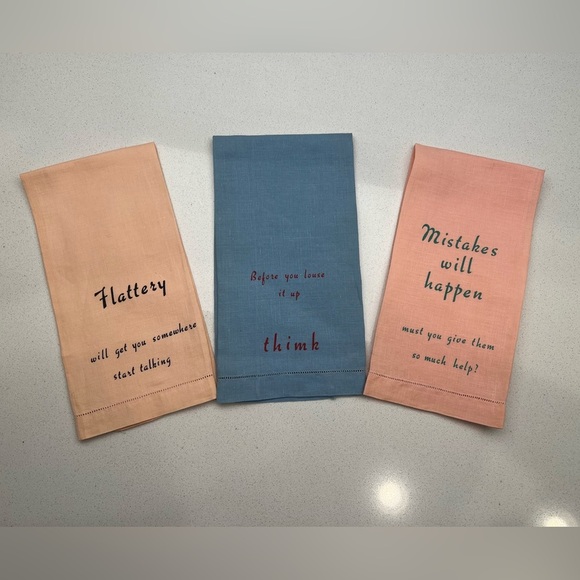 Flattery
will get you somewhere
start talking
Before you louse
it up
thimk
Mistakes
will
happen
must you give them
so much help?